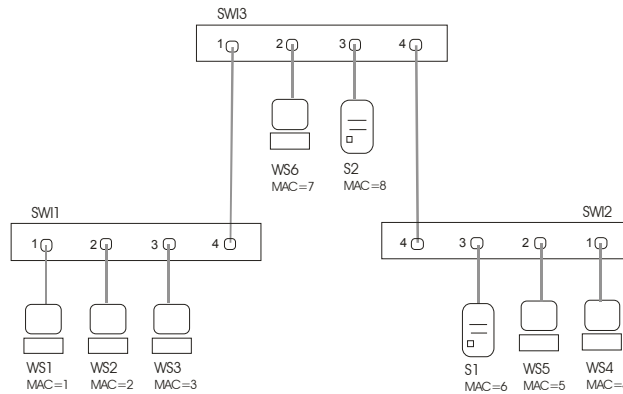 SWI3
1 2 3 4
WS6 S2
MAC=7 MAC=8
SWI1
1 2 3 4
WS1 WS2 WS3
MAC=1 MAC=2 MAC=3
SWI2
4 3 2 1
S1 WS5 WS4
MAC=6 MAC=5